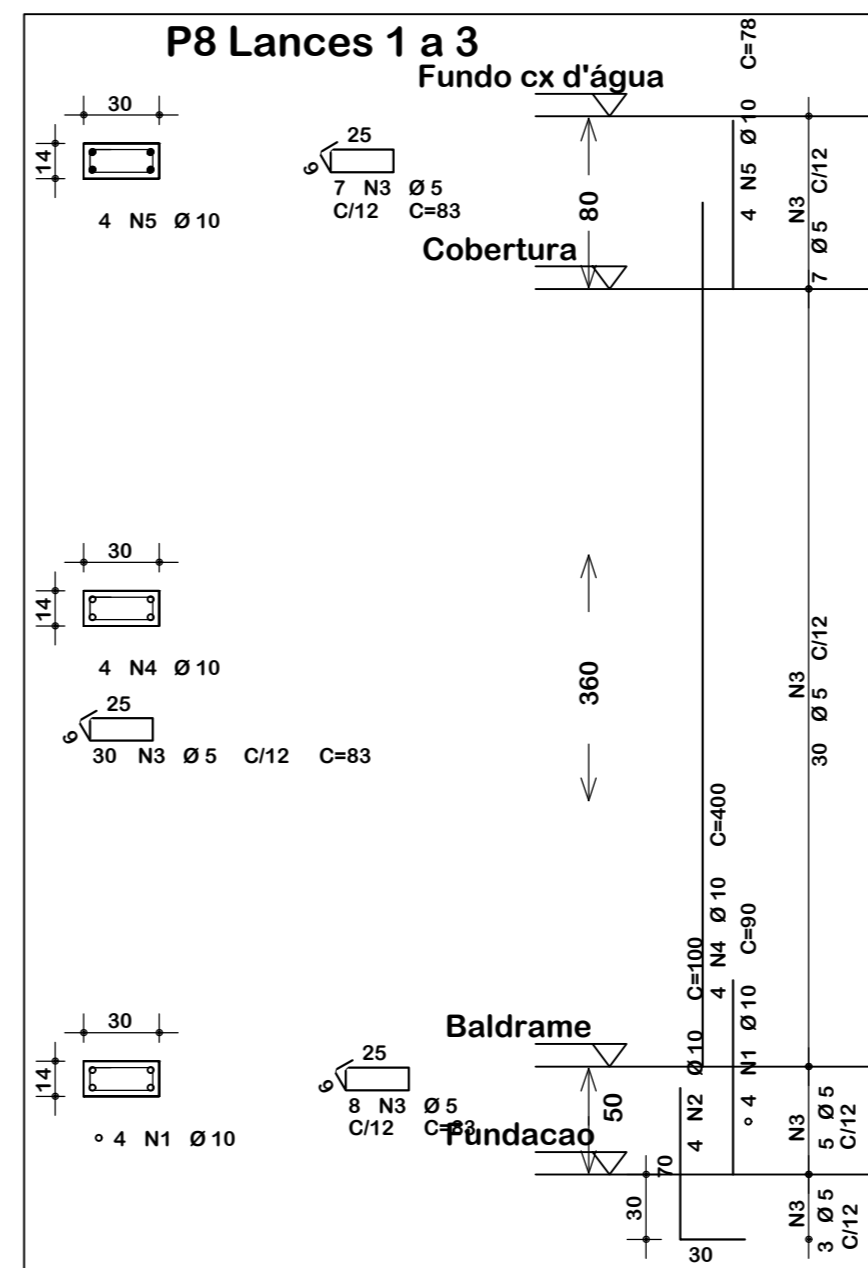 P8 Lances 1 a 3
Fundo cx d'água
30
14
4 N5 Ø 10
25
9
7 N3 Ø 5
C/12 C=83
80
4 N5 Ø 10 C=78
N3
7 Ø 5 C/12
Cobertura
30
14
4 N4 Ø 10
25
9
30 N3 Ø 5 C/12 C=83
360
N3
30 Ø 5 C/12
4 N4 Ø 10 C=400
4 N1 Ø 10 C=90
4 N2 Ø 10 C=100
Baldrame
30
14
4 N1 Ø 10
25
9
8 N3 Ø 5
C/12 C=83
Fundacao
50
70
N3
5 Ø 5
C/12
30
30
N3
3 Ø 5
C/12